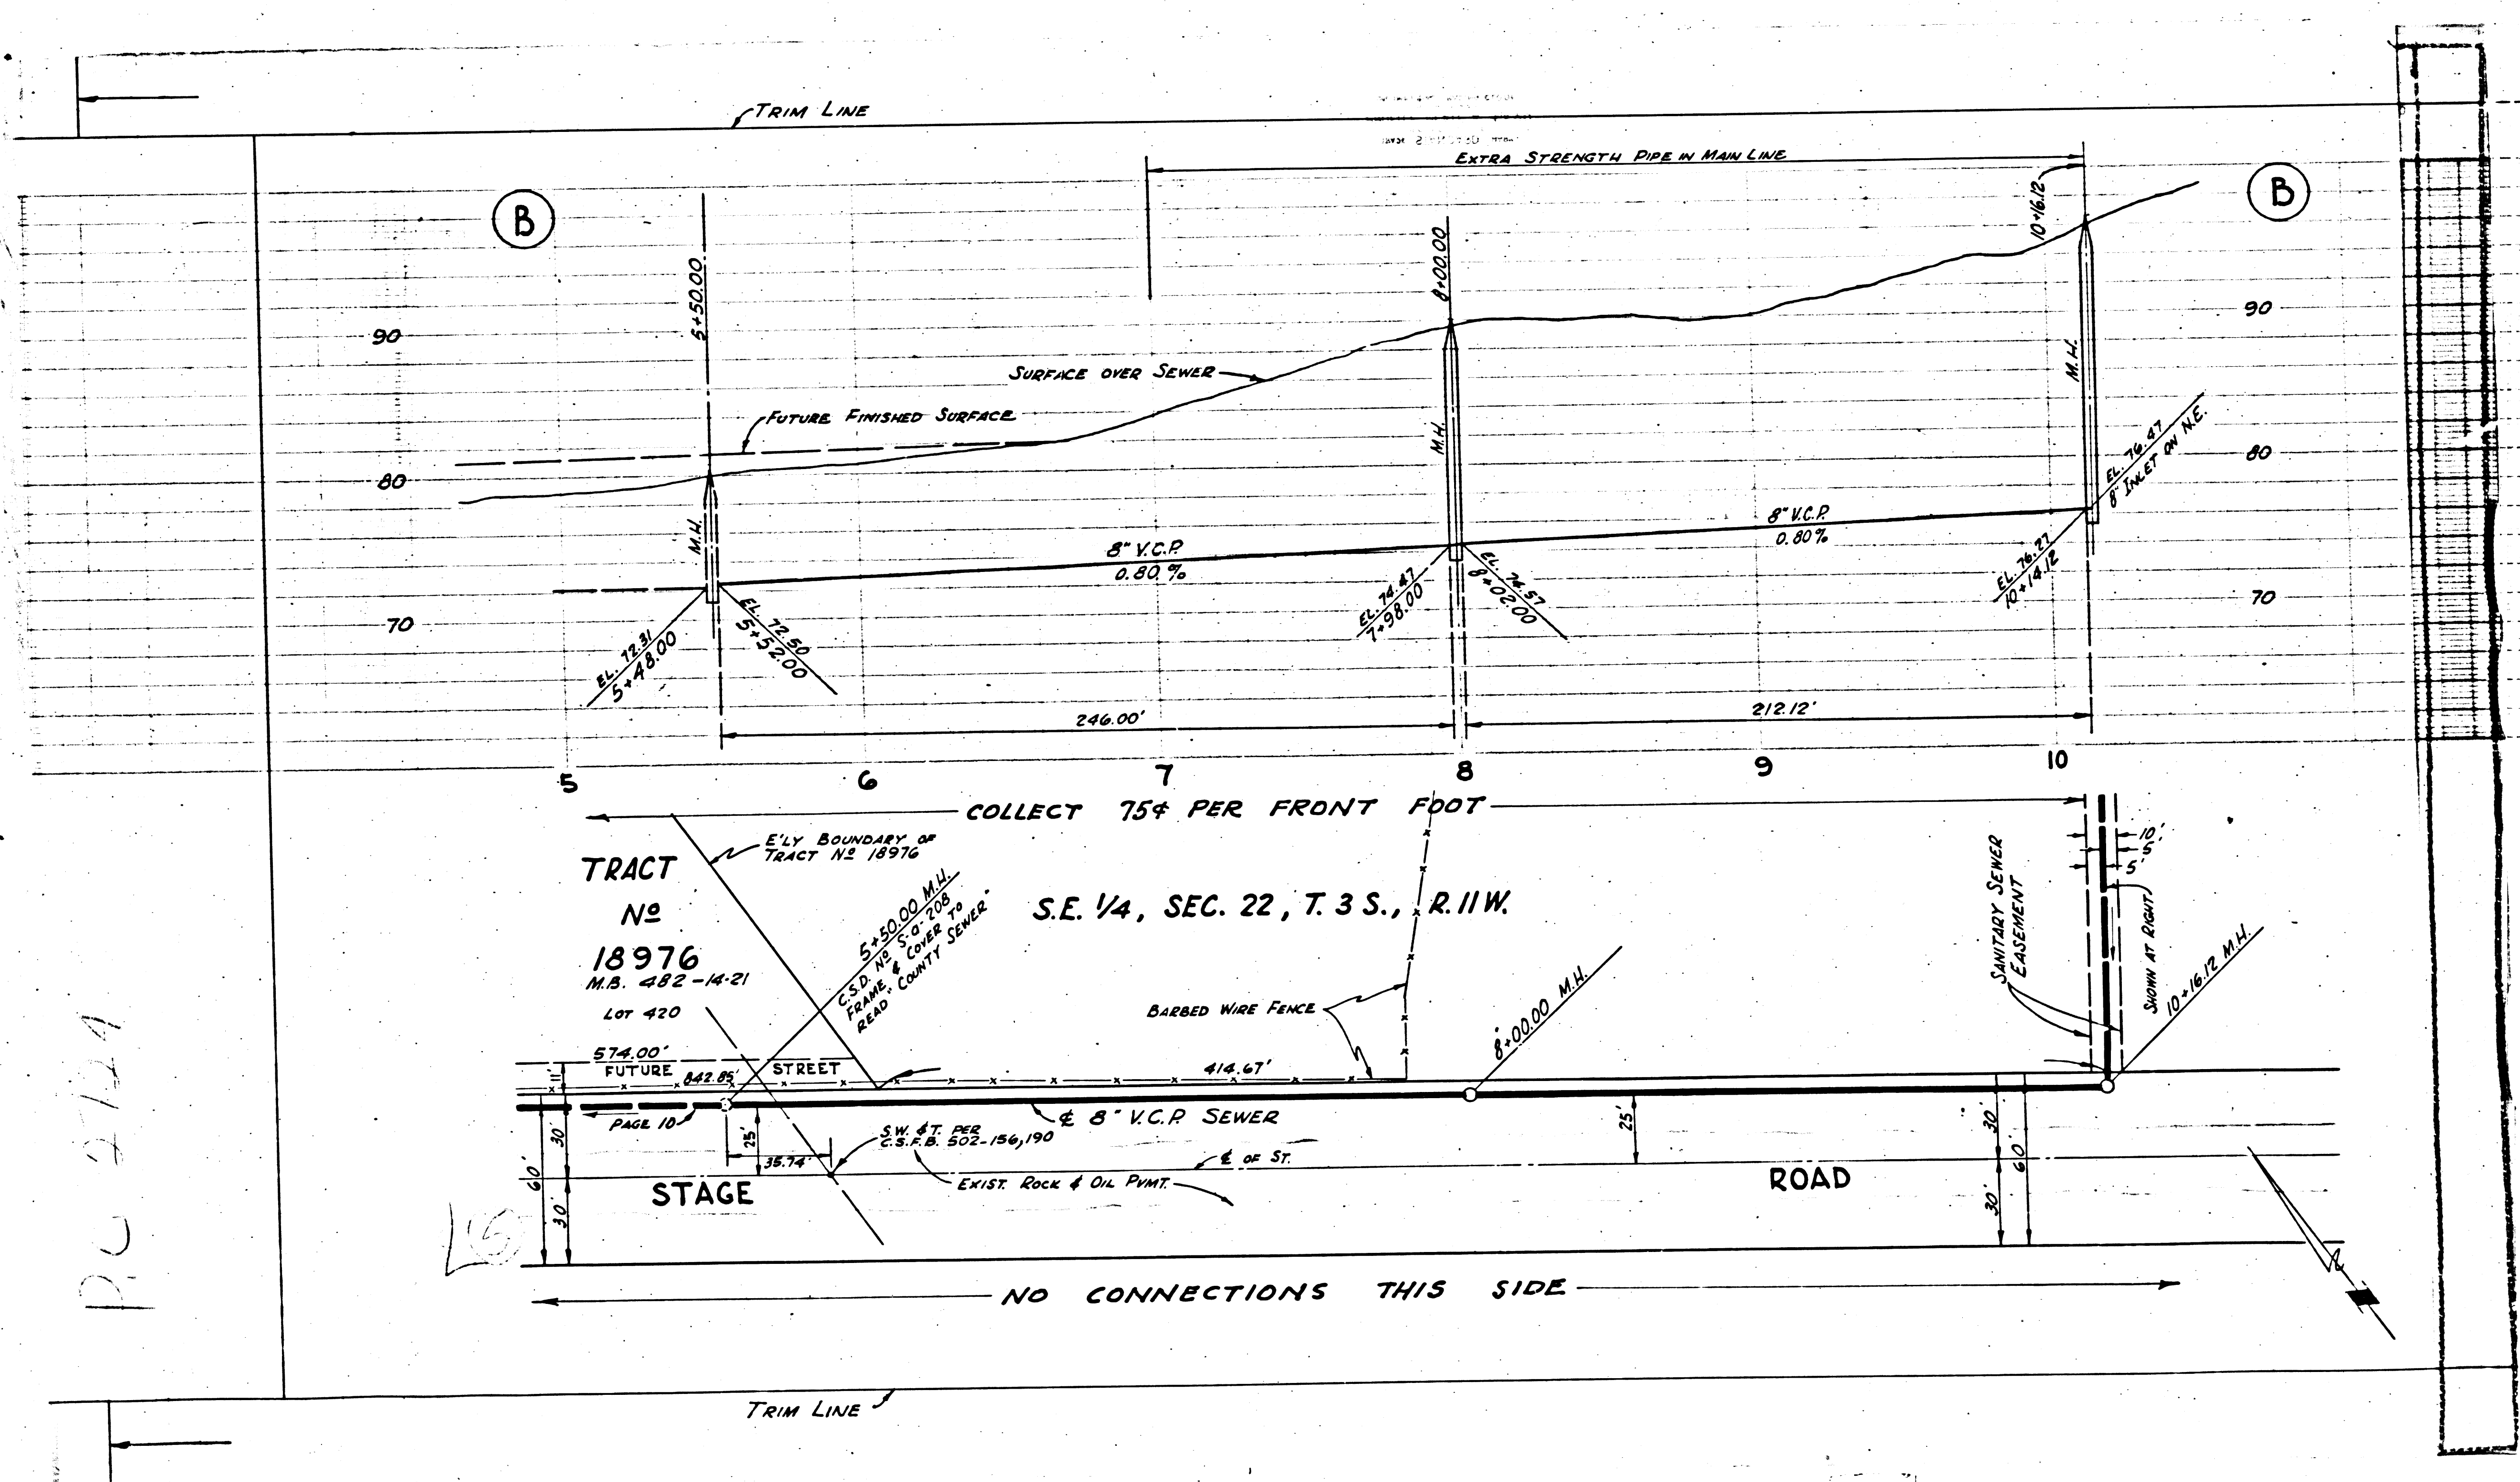 TRIM LINE
EXTRA STRENGTH PIPE IN MAIN LINE
B
B
5+50.00
8+00.00
10+16.12
90
90
SURFACE OVER SEWER
FUTURE FINISHED SURFACE
M.H.
M.H.
M.H.
80
80
EL. 76.47
8" INLET ON N.E.
8" V.C.P.
0.80 %
8" V.C.P.
0.80 %
70
70
EL. 72.31
5+48.00
EL. 72.50
5+52.00
EL. 74.47
7+98.00
EL. 74.57
8+02.00
EL. 76.27
10+14.12
246.00'
212.12'
5 6 7 8 9 10
COLLECT 75¢ PER FRONT FOOT
E'LY BOUNDARY OF
TRACT Nº 18976
TRACT
Nº
18976
M.B. 482-14-21
LOT 420
5+50.00 M.H.
C.S.D. Nº S-a-208
FRAME & COVER TO
READ "COUNTY SEWER"
S.E. 1/4, SEC. 22, T. 3 S., R. 11 W.
SANITARY SEWER
EASEMENT
10'
5'
5'
SHOWN AT RIGHT
10+16.12 M.H.
BARBED WIRE FENCE
8+00.00 M.H.
574.00'
FUTURE STREET
842.85'
414.67'
11'
PAGE 10
℄ 8" V.C.P. SEWER
S.W. & T. PER
C.S.F.B. 502-156,190
25'
35.74'
25'
℄ OF ST.
EXIST. ROCK & OIL PVMT.
STAGE ROAD
60'
30'
30'
30'
30'
60'
NO CONNECTIONS THIS SIDE
TRIM LINE